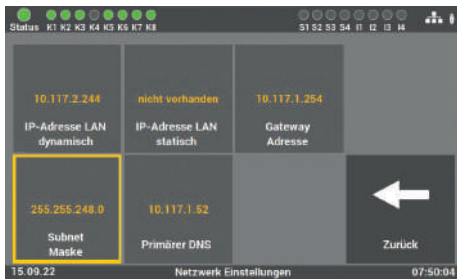 Status K1 K2 K3 K4 K5 K6 K7 K8 S1 S2 S3 S4 I1 I2 I3 I4
10.117.2.244 nicht vorhanden 10.117.1.254
IP-Adresse LAN IP-Adresse LAN Gateway
dynamisch statisch Adresse
255.255.248.0 10.117.1.52
Subnet
Maske Primärer DNS Zurück
15.09.22 Netzwerk Einstellungen 07:50:04